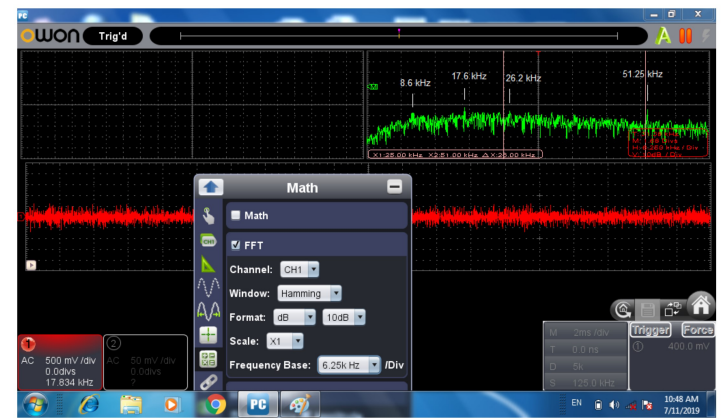 PC
OWON
Trig'd
8.6 kHz
17.6 kHz
26.2 kHz
51.25 kHz
X1:25.00 kHz X2:51.00 kHz ΔX:26.00 kHz
Math
Math
FFT
Channel: CH1
Window: Hamming
Format: dB 10dB
Scale: X1
Frequency Base: 6.25k Hz /Div
1
AC 500 mV /div
0.0divs
17.834 kHz
2
AC 50 mV /div
0.0divs
?
M 2ms /div
T 0.0 ns
D 5k
S 125.0 kHz
Trigger Force
1 400.0 mV
PC
EN
10:48 AM
7/11/2019